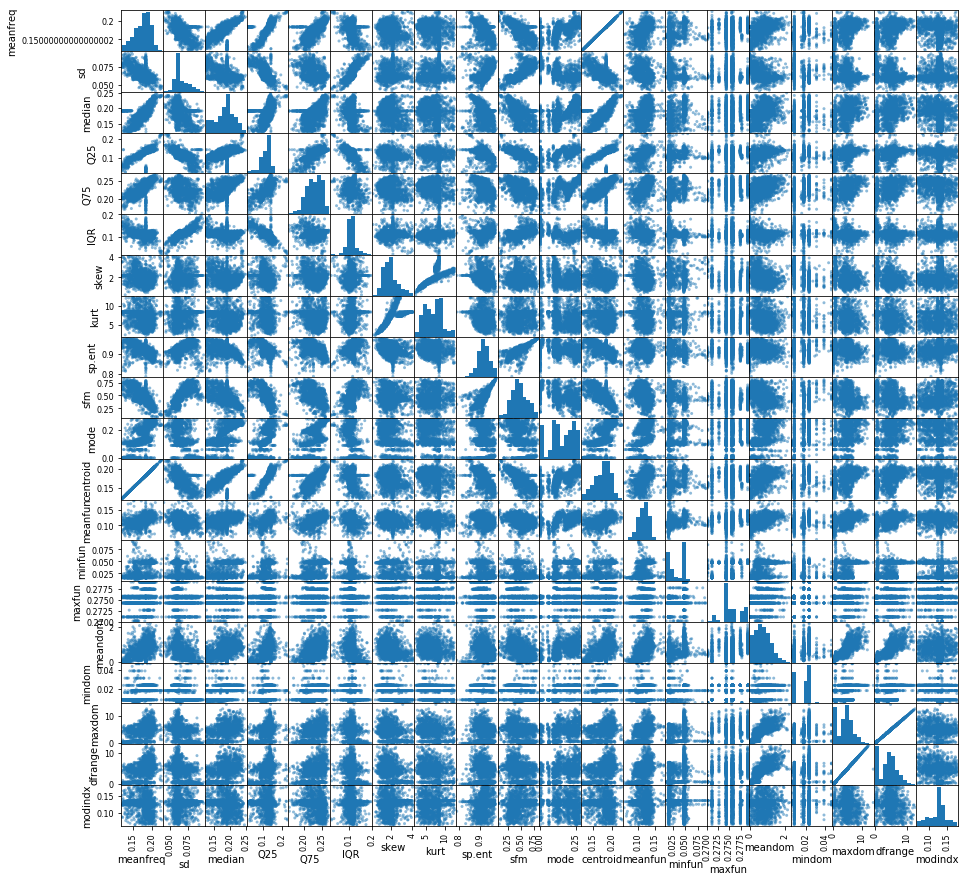 meanfreq
0.2
0.15000000000000002
sd
0.075
0.050
median
0.25
0.20
0.15
Q25
0.2
0.1
Q75
0.25
0.20
IQR
0.2
0.1
skew
4
2
kurt
10
5
sp.ent
0.9
0.8
sfm
0.75
0.50
0.25
mode
0.2
0.0
centroid
0.20
0.15
meanfun
0.15
0.10
minfun
0.075
0.050
0.025
maxfun
0.2775
0.2750
0.2725
0.2700
meandom
2
0
mindom
0.04
0.02
maxdom
10
0
dfrange
10
0
modindx
0.15
0.10
0.15 0.20 0.050 0.075 0.15 0.20 0.25 0.1 0.2 0.20 0.25 0.1 0.2 2 4 5 10 0.8 0.9 0.25 0.50 0.75 0.00 0.25 0.15 0.20 0.10 0.15 0.025 0.050 0.075 0.2700 0.2725 0.2750 0.2775 0 2 0.02 0.04 0 10 0 10 0.10 0.15
meanfreq sd median Q25 Q75 IQR skew kurt sp.ent sfm mode centroid meanfun minfun maxfun meandom mindom maxdom dfrange modindx